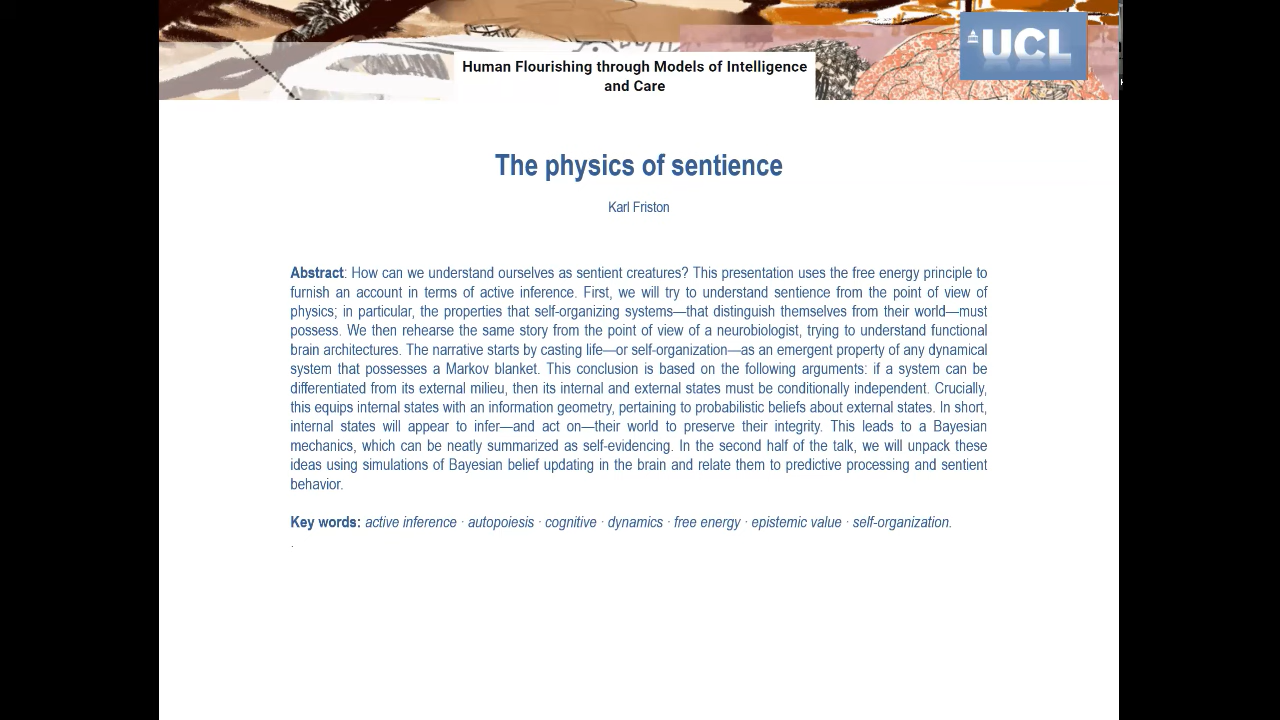 Human Flourishing through Models of Intelligence
and Care
UCL
The physics of sentience
Karl Friston
Abstract: How can we understand ourselves as sentient creatures? This presentation uses the free energy principle to
furnish an account in terms of active inference. First, we will try to understand sentience from the point of view of
physics; in particular, the properties that self-organizing systems—that distinguish themselves from their world—must
possess. We then rehearse the same story from the point of view of a neurobiologist, trying to understand functional
brain architectures. The narrative starts by casting life—or self-organization—as an emergent property of any dynamical
system that possesses a Markov blanket. This conclusion is based on the following arguments: if a system can be
differentiated from its external milieu, then its internal and external states must be conditionally independent. Crucially,
this equips internal states with an information geometry, pertaining to probabilistic beliefs about external states. In short,
internal states will appear to infer—and act on—their world to preserve their integrity. This leads to a Bayesian
mechanics, which can be neatly summarized as self-evidencing. In the second half of the talk, we will unpack these
ideas using simulations of Bayesian belief updating in the brain and relate them to predictive processing and sentient
behavior.
Key words: active inference · autopoiesis · cognitive · dynamics · free energy · epistemic value · self-organization.
.